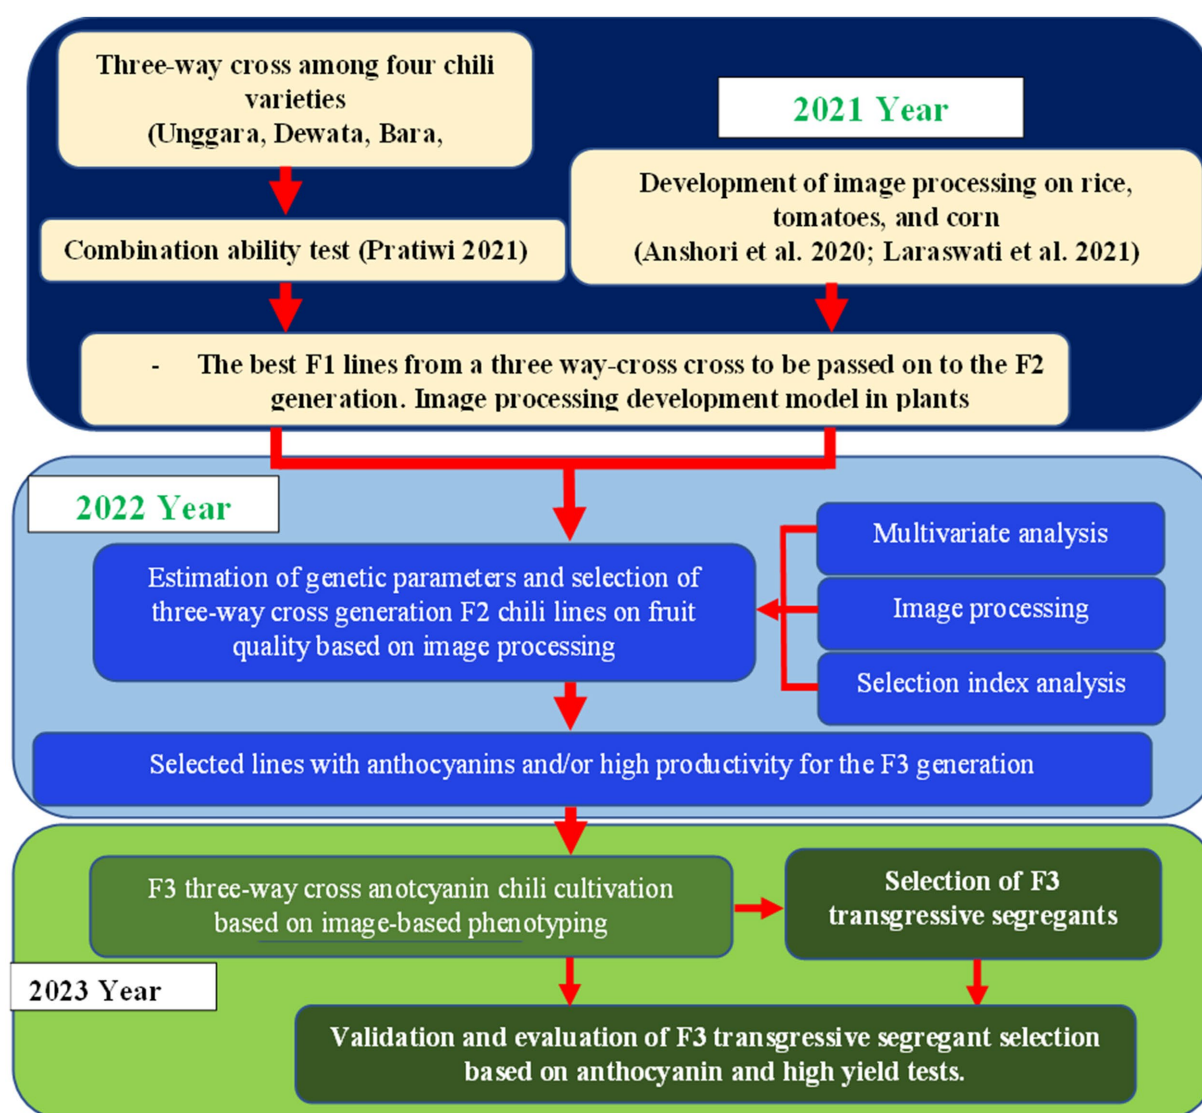 Three-way cross among four chili
varieties
(Unggara, Dewata, Bara,
2021 Year
Development of image processing on rice,
tomatoes, and corn
(Anshori et al. 2020; Laraswati et al. 2021)
Combination ability test (Pratiwi 2021)
- The best F1 lines from a three way-cross cross to be passed on to the F2
generation. Image processing development model in plants
2022 Year
Estimation of genetic parameters and selection of
three-way cross generation F2 chili lines on fruit
quality based on image processing
Multivariate analysis
Image processing
Selection index analysis
Selected lines with anthocyanins and/or high productivity for the F3 generation
F3 three-way cross anotcyanin chili cultivation
based on image-based phenotyping
Selection of F3
transgressive segregants
2023 Year
Validation and evaluation of F3 transgressive segregant selection
based on anthocyanin and high yield tests.